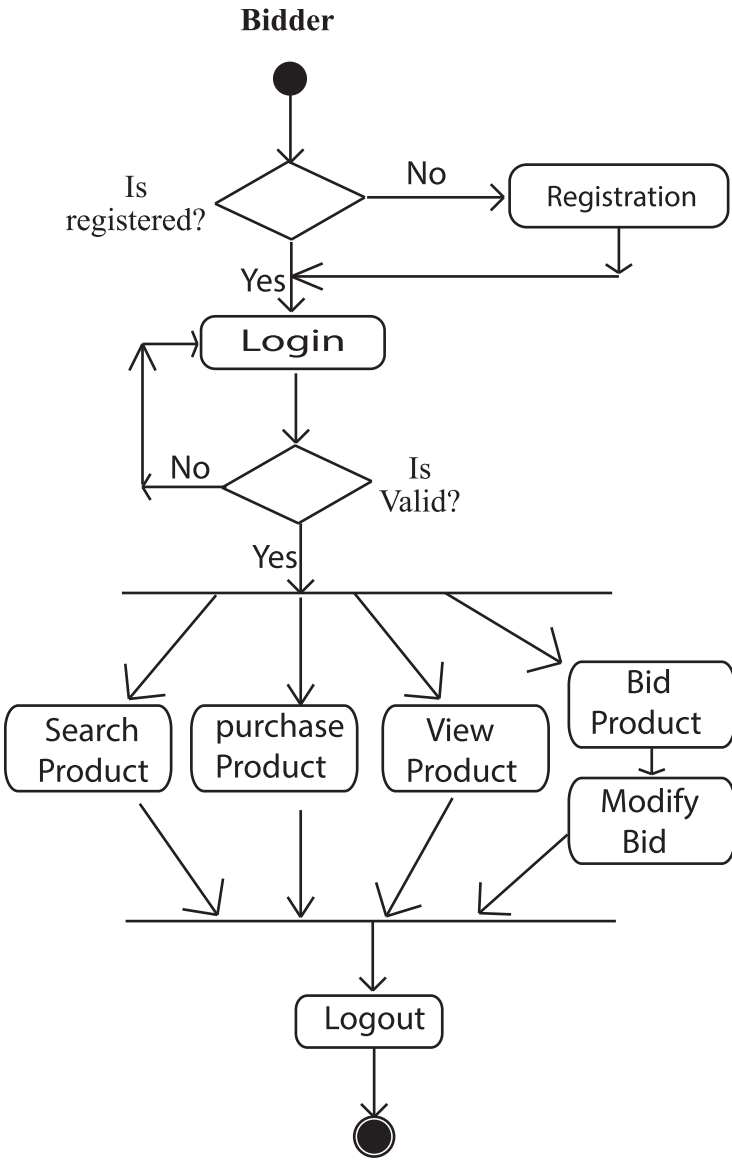 Bidder
Is
registered?
No
Registration
Yes
Login
No
Is
Valid?
Yes
Search
Product
purchase
Product
View
Product
Bid
Product
Modify
Bid
Logout